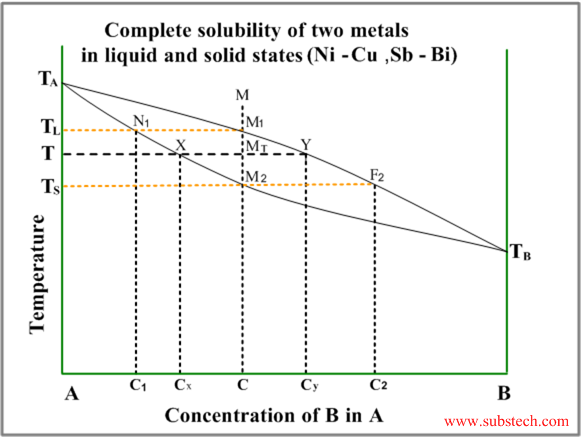 Complete solubility of two metals
in liquid and solid states (Ni - Cu , Sb - Bi)
TA
M
TL
N1
M1
T
X
MT
Y
TS
M2
F2
TB
Temperature
A
C1
Cx
C
Cy
C2
B
Concentration of B in A
www.substech.com